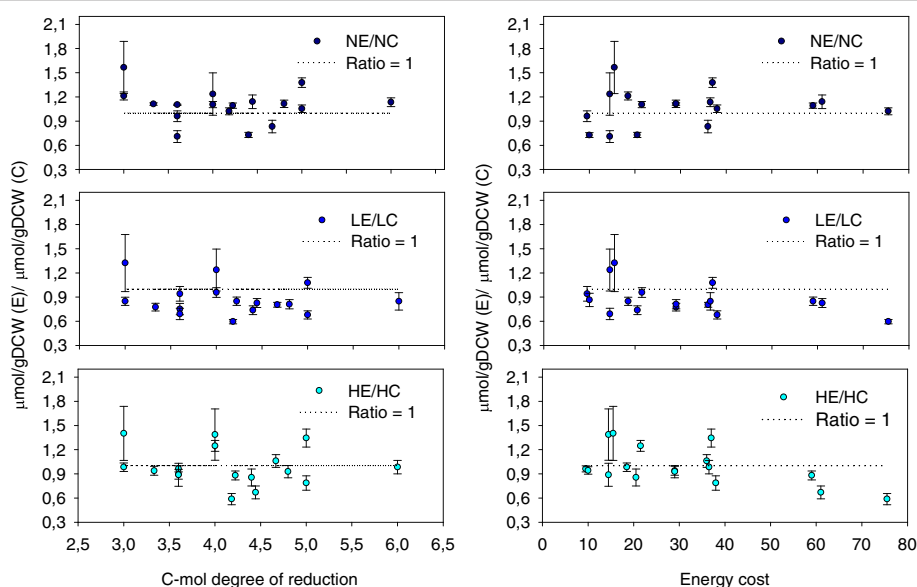 2,1
1,8
1,5
1,2
0,9
0,6
0,3
NE/NC
Ratio = 1
2,1
1,8
1,5
1,2
0,9
0,6
0,3
NE/NC
Ratio = 1
2,1
1,8
1,5
1,2
0,9
0,6
0,3
LE/LC
Ratio = 1
2,1
1,8
1,5
1,2
0,9
0,6
0,3
LE/LC
Ratio = 1
2,1
1,8
1,5
1,2
0,9
0,6
0,3
HE/HC
Ratio = 1
2,1
1,8
1,5
1,2
0,9
0,6
0,3
HE/HC
Ratio = 1
µmol/gDCW (E)/ µmol/gDCW (C)
µmol/gDCW (E)/ µmol/gDCW (C)
2,5 3,0 3,5 4,0 4,5 5,0 5,5 6,0 6,5
0 10 20 30 40 50 60 70 80
C-mol degree of reduction
Energy cost